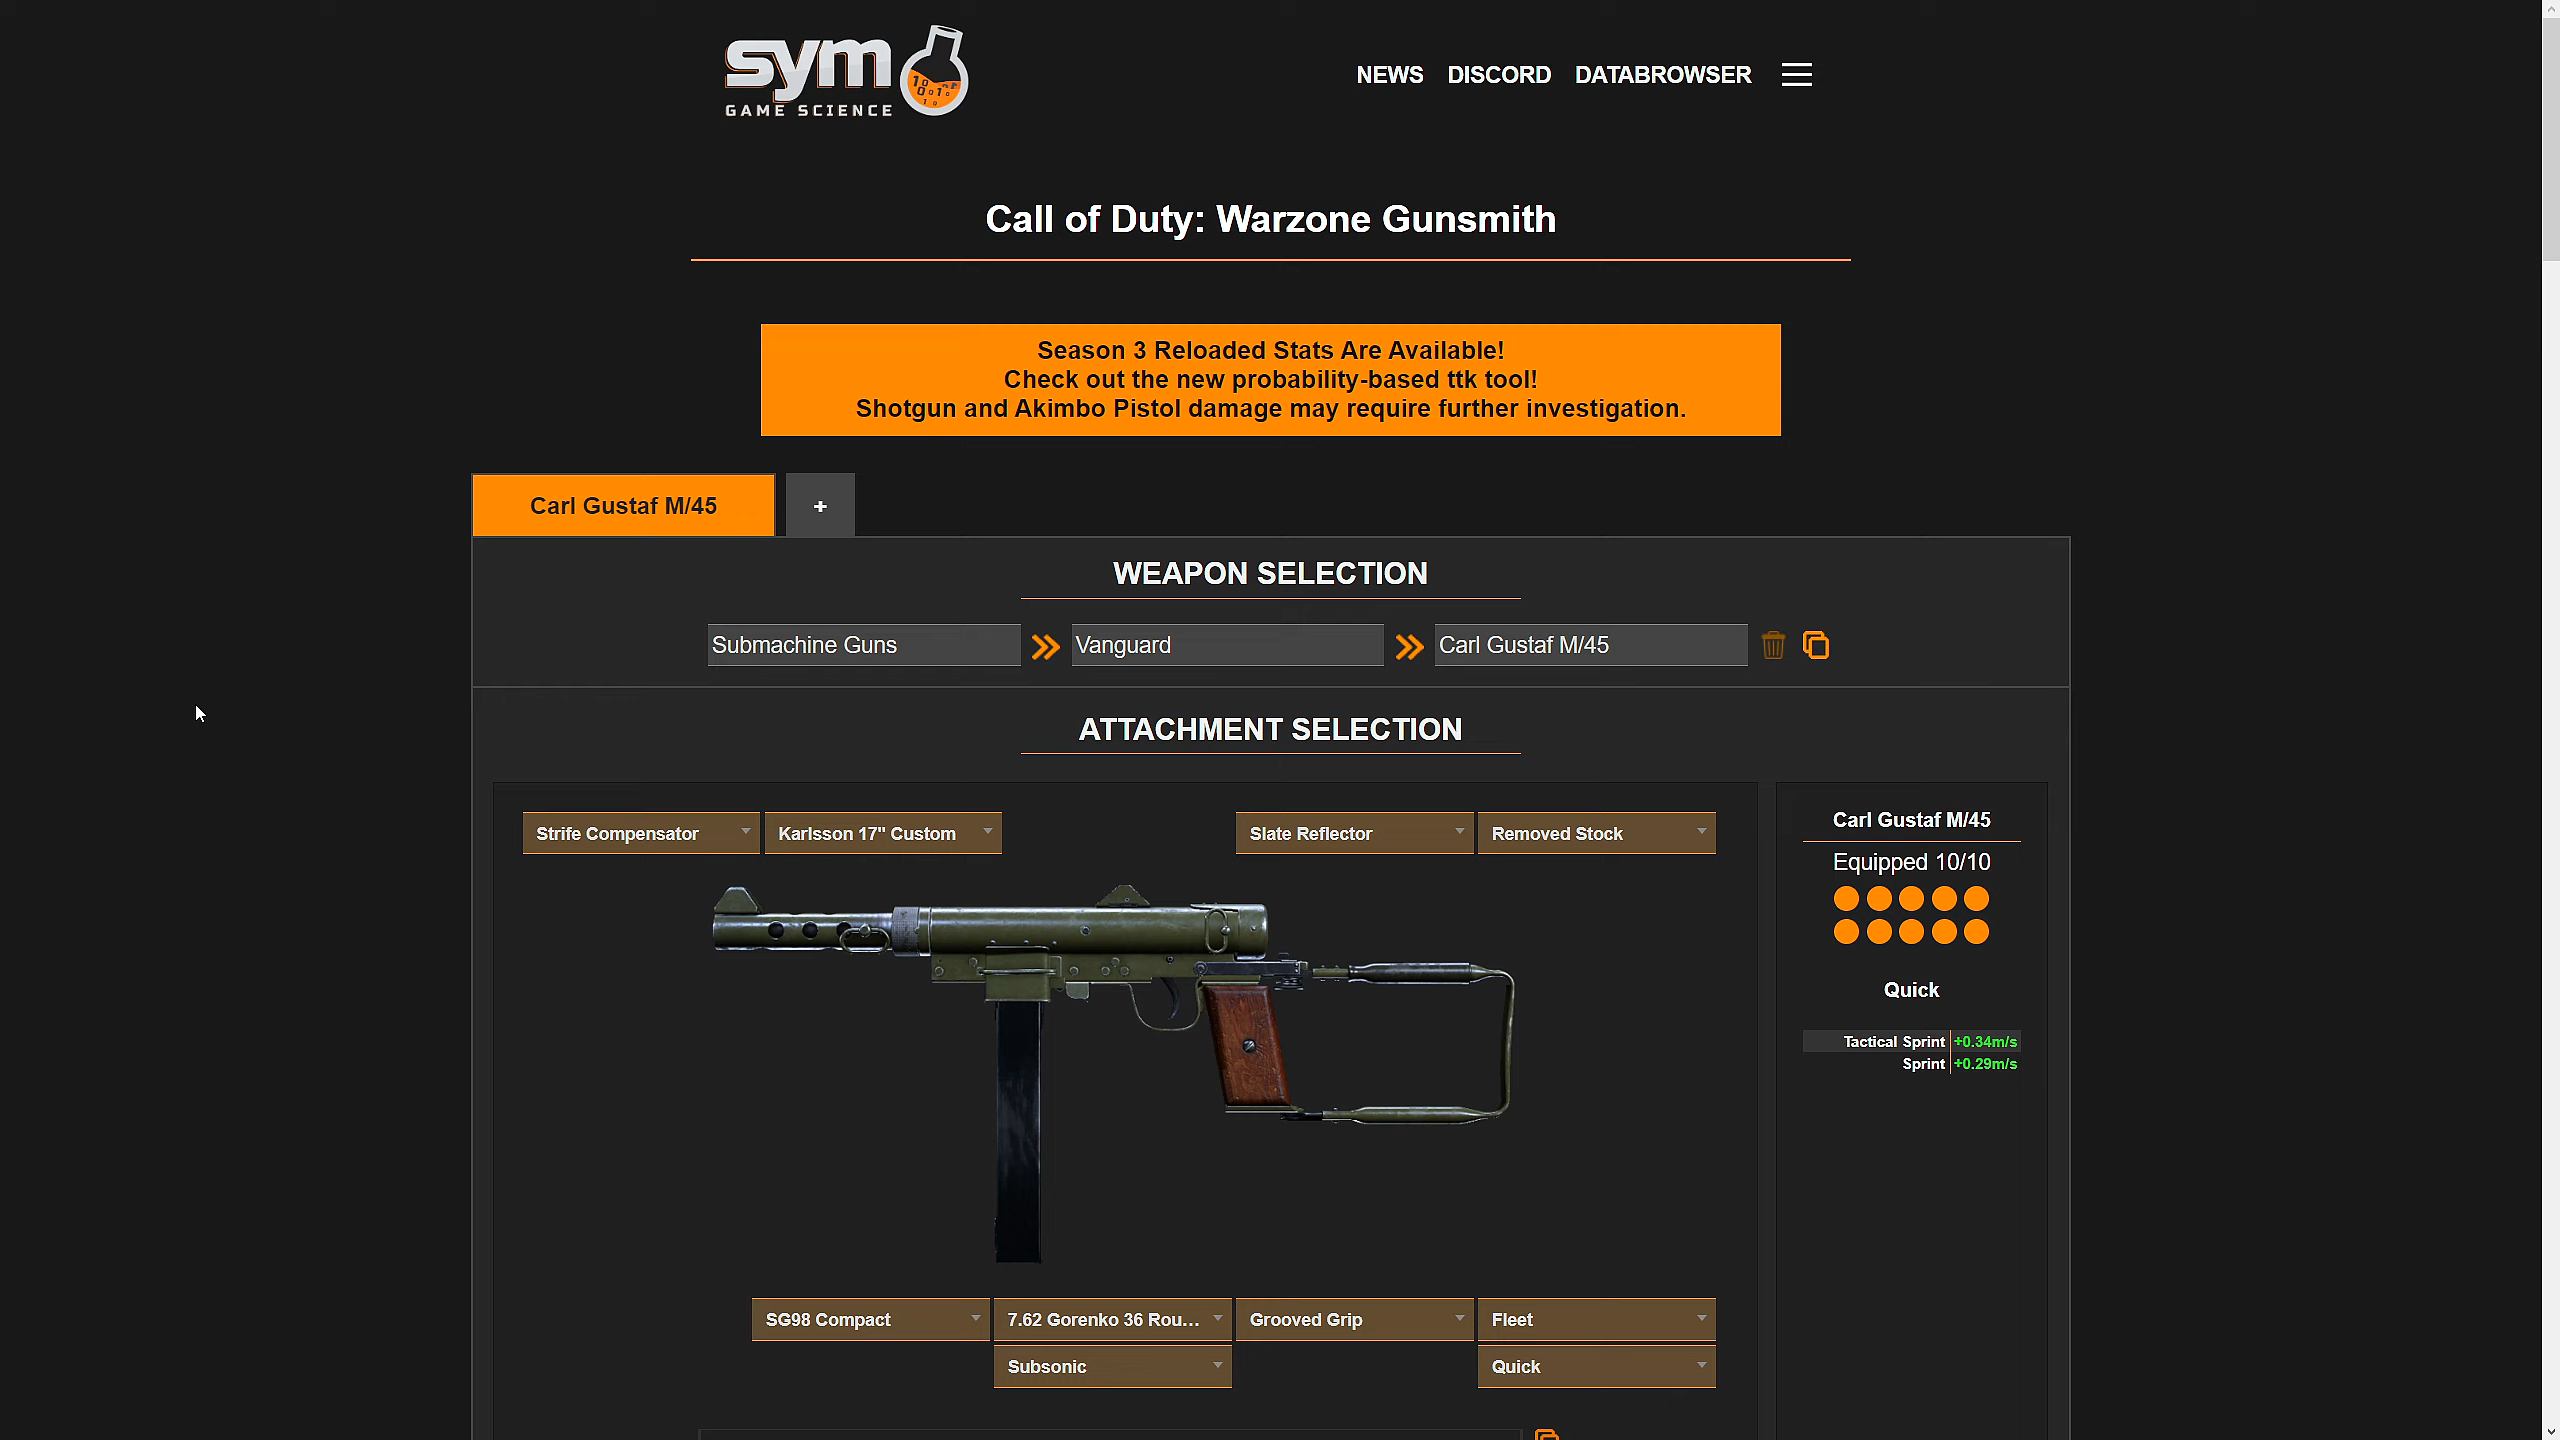 sym
GAME SCIENCE
NEWS DISCORD DATABROWSER
Call of Duty: Warzone Gunsmith
Season 3 Reloaded Stats Are Available!
Check out the new probability-based ttk tool!
Shotgun and Akimbo Pistol damage may require further investigation.
Carl Gustaf M/45 +
WEAPON SELECTION
Submachine Guns Vanguard Carl Gustaf M/45
ATTACHMENT SELECTION
Strife Compensator Karlsson 17" Custom Slate Reflector Removed Stock
Carl Gustaf M/45
Equipped 10/10
Quick
Tactical Sprint +0.34m/s
Sprint +0.29m/s
SG98 Compact 7.62 Gorenko 36 Rou... Grooved Grip Fleet
Subsonic Quick